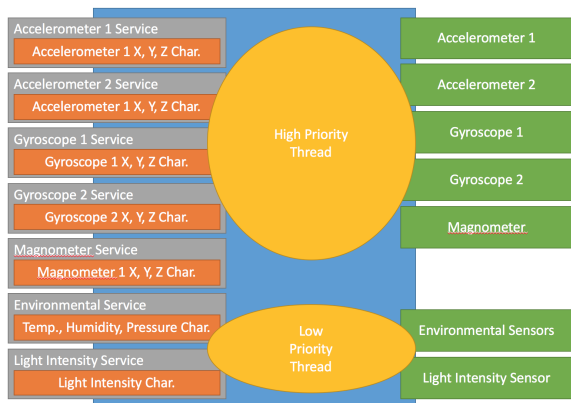 Accelerometer 1 Service
Accelerometer 1 X, Y, Z Char.
Accelerometer 2 Service
Accelerometer 1 X, Y, Z Char.
Gyroscope 1 Service
Gyroscope 1 X, Y, Z Char.
Gyroscope 2 Service
Gyroscope 2 X, Y, Z Char.
Magnometer Service
Magnometer 1 X, Y, Z Char.
Environmental Service
Temp., Humidity, Pressure Char.
Light Intensity Service
Light Intensity Char.
High Priority
Thread
Low
Priority
Thread
Accelerometer 1
Accelerometer 2
Gyroscope 1
Gyroscope 2
Magnometer
Environmental Sensors
Light Intensity Sensor